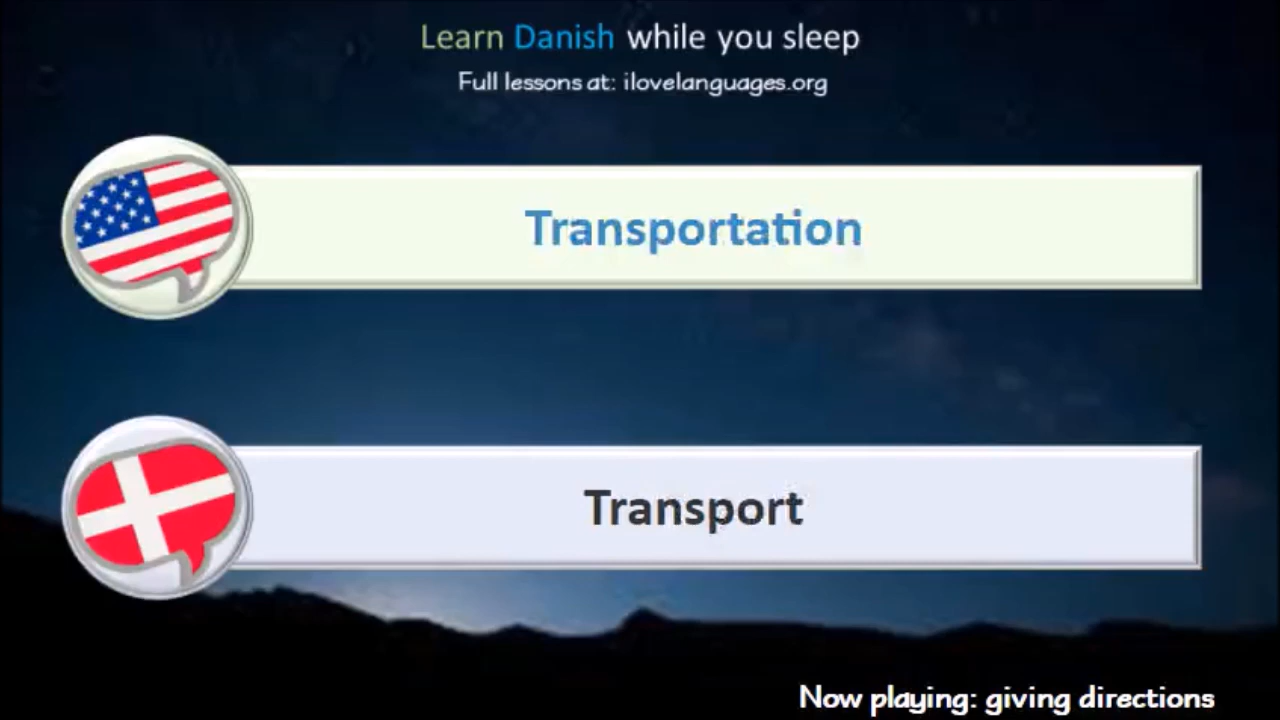 Learn Danish while you sleep
Full lessons at: ilovelanguages.org
Transportation
Transport
Now playing: giving directions